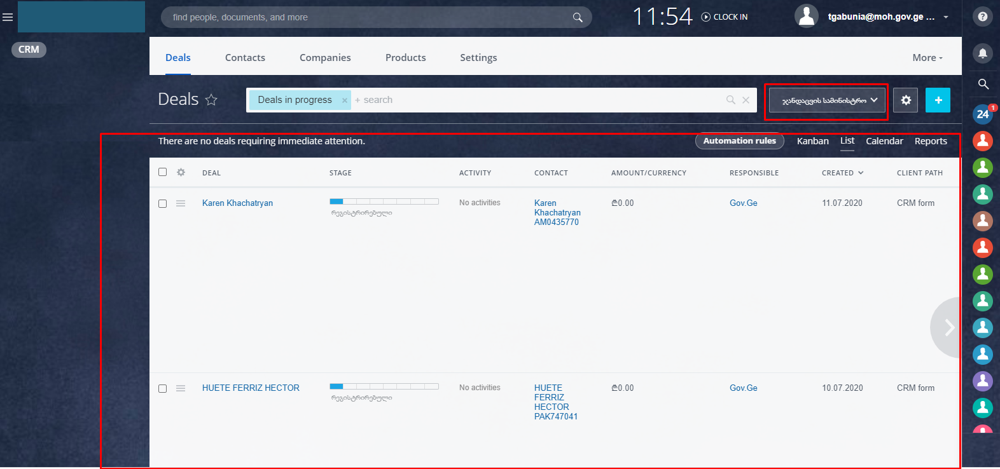 find people, documents, and more
11:54
CLOCK IN
tgabunia@moh.gov.ge ...
CRM
Deals
Contacts
Companies
Products
Settings
More
Deals
Deals in progress
+ search
ჯანდაცვის სამინისტრო
24
1
There are no deals requiring immediate attention.
Automation rules
Kanban
List
Calendar
Reports
DEAL
STAGE
ACTIVITY
CONTACT
AMOUNT/CURRENCY
RESPONSIBLE
CREATED
CLIENT PATH
Karen Khachatryan
რეგისტრირებული
No activities
Karen
Khachatryan
AM0435770
₾0.00
Gov.Ge
11.07.2020
CRM form
HUETE FERRIZ HECTOR
რეგისტრირებული
No activities
HUETE
FERRIZ
HECTOR
PAK747041
₾0.00
Gov.Ge
10.07.2020
CRM form